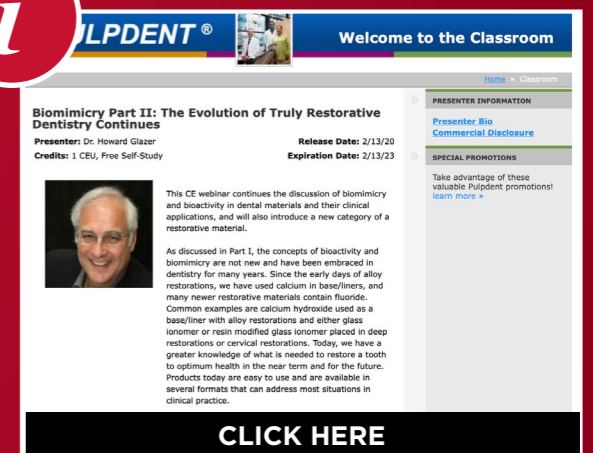 i
ULPDENT ®
Welcome to the Classroom
Home » Classroom
Biomimicry Part II: The Evolution of Truly Restorative
Dentistry Continues
Presenter: Dr. Howard Glazer
Release Date: 2/13/20
Credits: 1 CEU, Free Self-Study
Expiration Date: 2/13/23
This CE webinar continues the discussion of biomimicry
and bioactivity in dental materials and their clinical
applications, and will also introduce a new category of a
restorative material.
As discussed in Part I, the concepts of bioactivity and
biomimicry are not new and have been embraced in
dentistry for many years. Since the early days of alloy
restorations, we have used calcium in base/liners, and
many newer restorative materials contain fluoride.
Common examples are calcium hydroxide used as a
base/liner with alloy restorations and either glass
ionomer or resin modified glass ionomer placed in deep
restorations or cervical restorations. Today, we have a
greater knowledge of what is needed to restore a tooth
to optimum health in the near term and for the future.
Products today are easy to use and are available in
several formats that can address most situations in
clinical practice.
» PRESENTER INFORMATION
Presenter Bio
Commercial Disclosure
» SPECIAL PROMOTIONS
Take advantage of these
valuable Pulpdent promotions!
learn more »
CLICK HERE